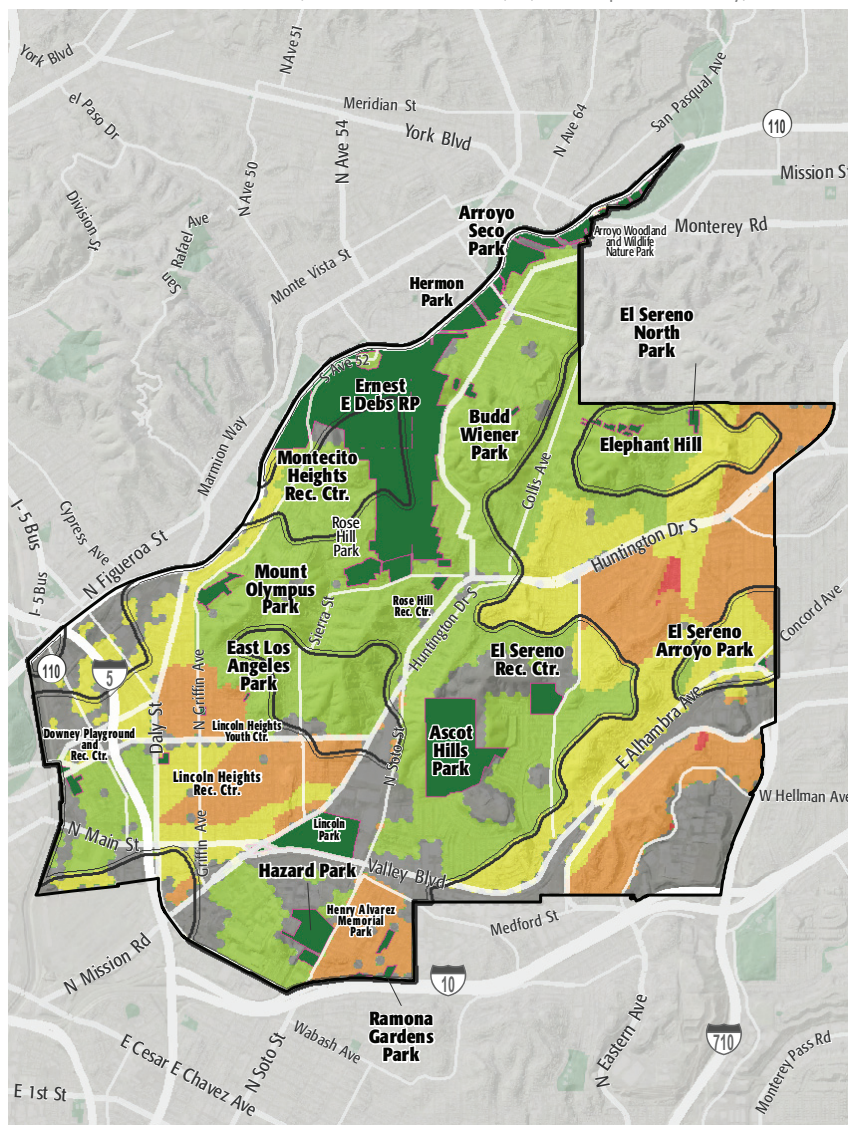 York Blvd
N Ave 51
San Pasqual Ave
el Paso Dr
Meridian St
York Blvd
N Ave 64
110
N Ave 54
N Ave 50
Mission St
Division St
San Rafael Ave
Arroyo
Seco
Park
Monterey Rd
Arroyo Woodland
and Wildlife
Nature Park
Monte Vista St
Hermon
Park
El Sereno
North
Park
S Ave 52
Ernest
E Debs RP
Budd
Wiener
Park
Elephant Hill
Marmion Way
Montecito
Heights
Rec. Ctr.
Collis Ave
I- 5 Bus
Cypress Ave
N Figueroa St
Rose
Hill
Park
Huntington Dr S
I- 5 Bus
Mount
Olympus
Park
Sierra St
Rose Hill
Rec. Ctr.
Huntington Dr S
Concord Ave
El Sereno
Arroyo Park
El Sereno
Rec. Ctr.
East Los
Angeles
Park
110
5
N Griffin Ave
Daly St
Lincoln Heights
Youth Ctr.
Downey Playground
and
Rec. Ctr.
N Soto St
Ascot
Hills
Park
E Alhambra Ave
Lincoln Heights
Rec. Ctr.
W Hellman Ave
N Main St
Griffin Ave
Lincoln
Park
Valley Blvd
Hazard Park
Henry Alvarez
Memorial
Park
Medford St
N Mission Rd
10
Ramona
Gardens
Park
N Soto St
Wabash Ave
E Cesar E Chavez Ave
N Eastern Ave
710
Monterey Pass Rd
E 1st St